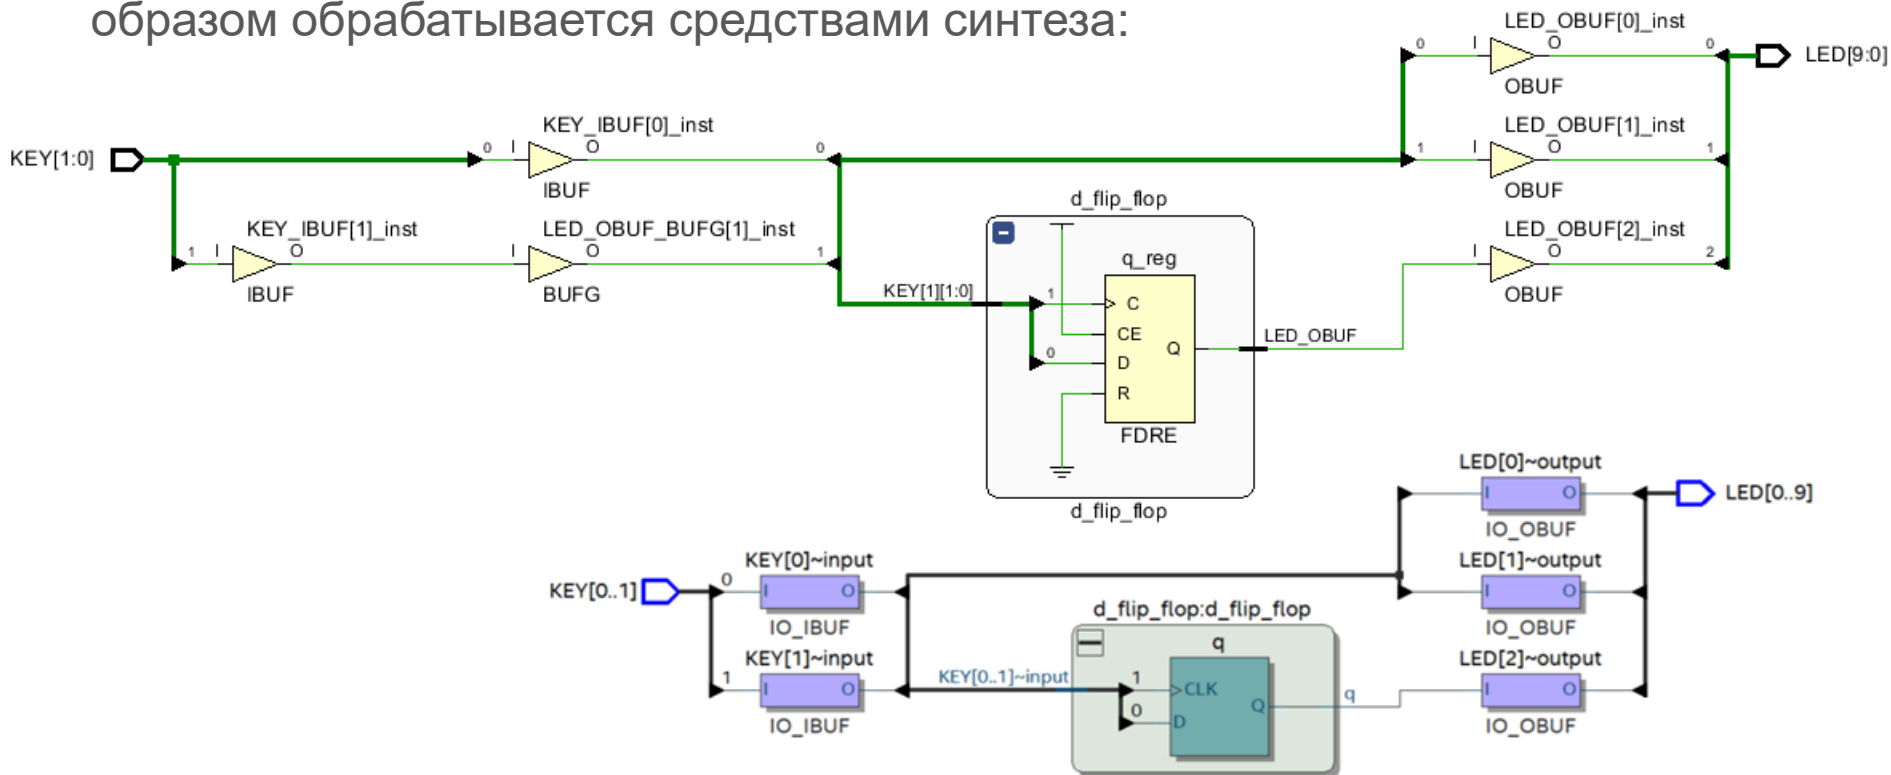 образом обрабатывается средствами синтеза:
LED_OBUF[0]_inst
0 I O 0
LED[9:0]
OBUF
KEY_IBUF[0]_inst
LED_OBUF[1]_inst
KEY[1:0]
0 I O 0
1 I O 1
IBUF
OBUF
d_flip_flop
KEY_IBUF[1]_inst
LED_OBUF_BUFG[1]_inst
LED_OBUF[2]_inst
1 I O
I O 1
I O 2
IBUF
BUFG
OBUF
q_reg
KEY[1][1:0]
1 C
CE
0 D
R
Q
LED_OBUF
FDRE
d_flip_flop
LED[0]~output
I O
LED[0..9]
IO_OBUF
KEY[0]~input
LED[1]~output
KEY[0..1]
0 I O
I O
IO_IBUF
IO_OBUF
d_flip_flop:d_flip_flop
q
KEY[1]~input
LED[2]~output
1 I O
KEY[0..1]~input
1 CLK
0 D
Q
q
I O
IO_IBUF
IO_OBUF